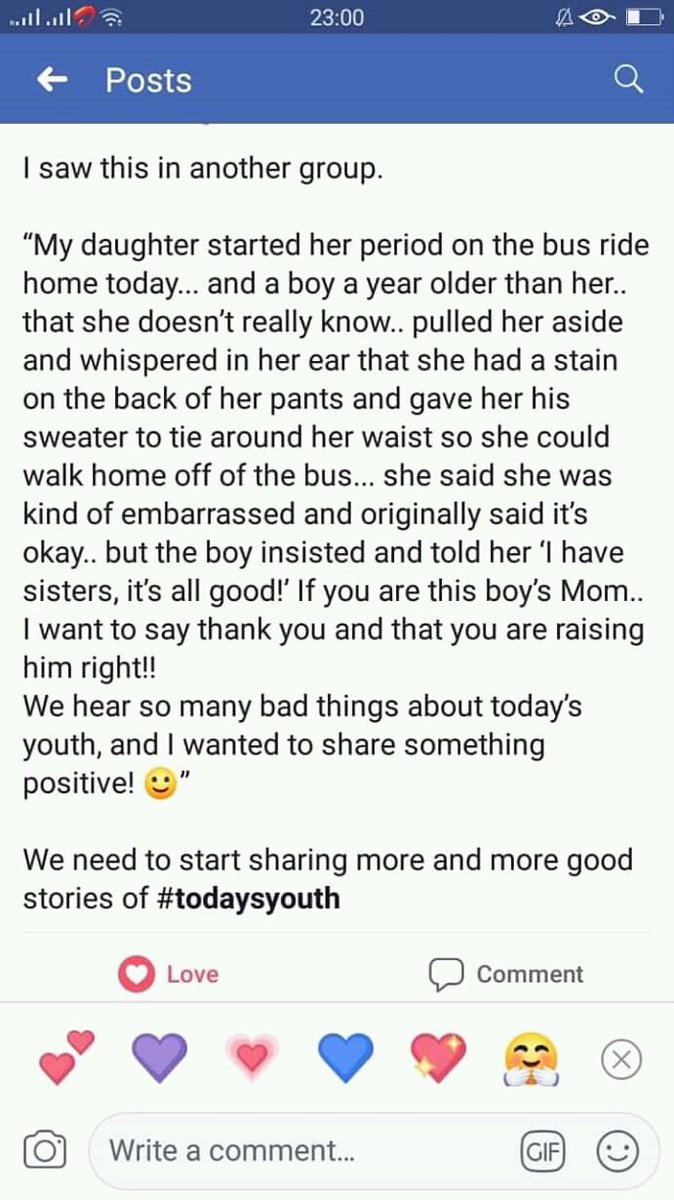 23:00
Posts
I saw this in another group.
“My daughter started her period on the bus ride
home today... and a boy a year older than her..
that she doesn’t really know.. pulled her aside
and whispered in her ear that she had a stain
on the back of her pants and gave her his
sweater to tie around her waist so she could
walk home off of the bus... she said she was
kind of embarrassed and originally said it’s
okay.. but the boy insisted and told her ‘I have
sisters, it’s all good!’ If you are this boy’s Mom..
I want to say thank you and that you are raising
him right!!
We hear so many bad things about today’s
youth, and I wanted to share something
positive! 🙂”
We need to start sharing more and more good
stories of #todaysyouth
Love Comment
Write a comment... GIF